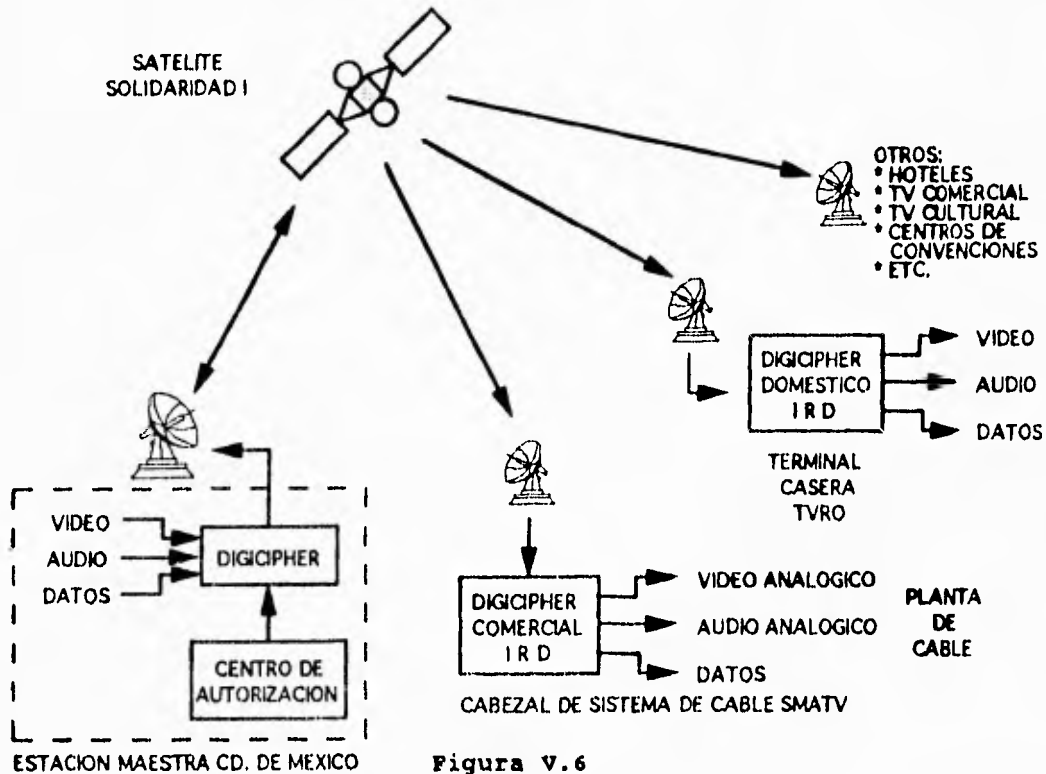 SATELITE
SOLIDARIDAD I
OTROS:
* HOTELES
* TV COMERCIAL
* TV CULTURAL
* CENTROS DE
CONVENCIONES
* ETC.
DIGICIPHER
DOMESTICO
I R D
VIDEO
AUDIO
DATOS
TERMINAL
CASERA
TVRO
VIDEO
AUDIO
DATOS
DIGICIPHER
CENTRO DE
AUTORIZACION
DIGICIPHER
COMERCIAL
I R D
VIDEO ANALOGICO
AUDIO ANALOGICO
DATOS
PLANTA
DE
CABLE
CABEZAL DE SISTEMA DE CABLE SMATV
ESTACION MAESTRA CD. DE MEXICO
Figura V.6